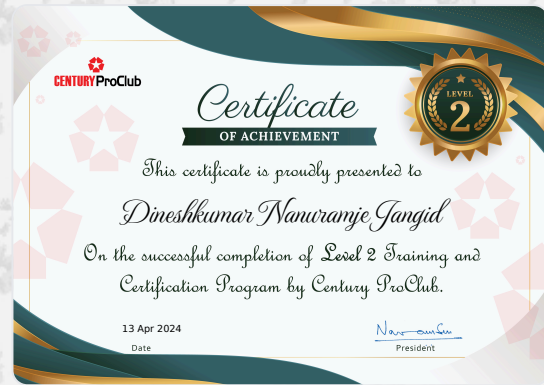 CENTURY ProClub
Certificate
OF ACHIEVEMENT
LEVEL
2
This certificate is proudly presented to
Dineshkumar Nanuramje Jangid
On the successful completion of Level 2 Training and
Certification Program by Century ProClub.
13 Apr 2024
Date
President